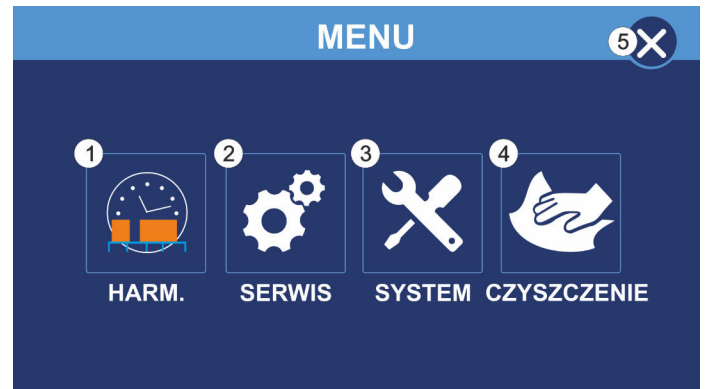 MENU
5
1
2
3
4
HARM.
SERWIS
SYSTEM
CZYSZCZENIE